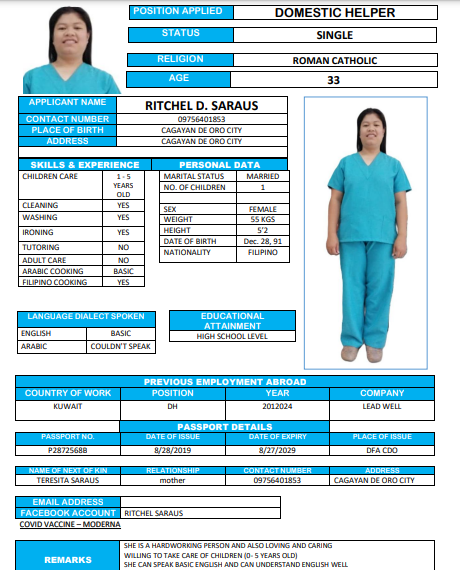 POSITION APPLIED DOMESTIC HELPER
STATUS SINGLE
RELIGION ROMAN CATHOLIC
AGE 33
APPLICANT NAME RITCHEL D. SARAUS
CONTACT NUMBER 09756401853
PLACE OF BIRTH CAGAYAN DE ORO CITY
ADDRESS CAGAYAN DE ORO CITY
SKILLS & EXPERIENCE
CHILDREN CARE 1 - 5 YEARS OLD
CLEANING YES
WASHING YES
IRONING YES
TUTORING NO
ADULT CARE NO
ARABIC COOKING BASIC
FILIPINO COOKING YES
PERSONAL DATA
MARITAL STATUS MARRIED
NO. OF CHILDREN 1
SEX FEMALE
WEIGHT 55 KGS
HEIGHT 5'2
DATE OF BIRTH Dec. 28, 91
NATIONALITY FILIPINO
LANGUAGE DIALECT SPOKEN
ENGLISH BASIC
ARABIC COULDN'T SPEAK
EDUCATIONAL
ATTAINMENT
HIGH SCHOOL LEVEL
PREVIOUS EMPLOYMENT ABROAD
COUNTRY OF WORK POSITION YEAR COMPANY
KUWAIT DH 2012024 LEAD WELL
PASSPORT DETAILS
PASSPORT NO. DATE OF ISSUE DATE OF EXPIRY PLACE OF ISSUE
P2872568B 8/28/2019 8/27/2029 DFA CDO
NAME OF NEXT OF KIN RELATIONSHIP CONTACT NUMBER ADDRESS
TERESITA SARAUS mother 09756401853 CAGAYAN DE ORO CITY
EMAIL ADDRESS
FACEBOOK ACCOUNT RITCHEL SARAUS
COVID VACCINE – MODERNA
REMARKS
SHE IS A HARDWORKING PERSON AND ALSO LOVING AND CARING
WILLING TO TAKE CARE OF CHILDREN (0- 5 YEARS OLD)
SHE CAN SPEAK BASIC ENGLISH AND CAN UNDERSTAND ENGLISH WELL